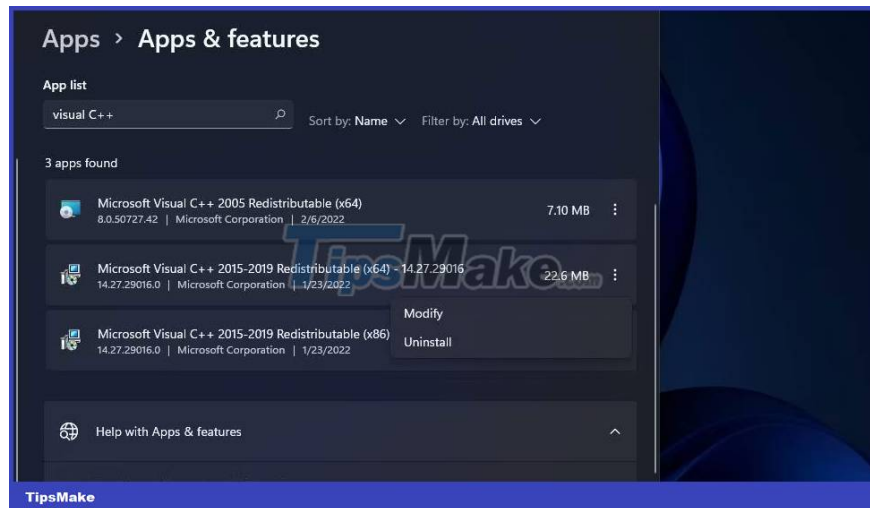 Apps > Apps & features
App list
visual C++
Sort by: Name
Filter by: All drives
3 apps found
Microsoft Visual C++ 2005 Redistributable (x64)
8.0.50727.42 | Microsoft Corporation | 2/6/2022
7.10 MB
Microsoft Visual C++ 2015-2019 Redistributable (x64) - 14.27.29016
14.27.29016.0 | Microsoft Corporation | 1/23/2022
22.6 MB
TipsMake.com
Modify
Uninstall
Microsoft Visual C++ 2015-2019 Redistributable (x86)
14.27.29016.0 | Microsoft Corporation | 1/23/2022
Help with Apps & features
TipsMake